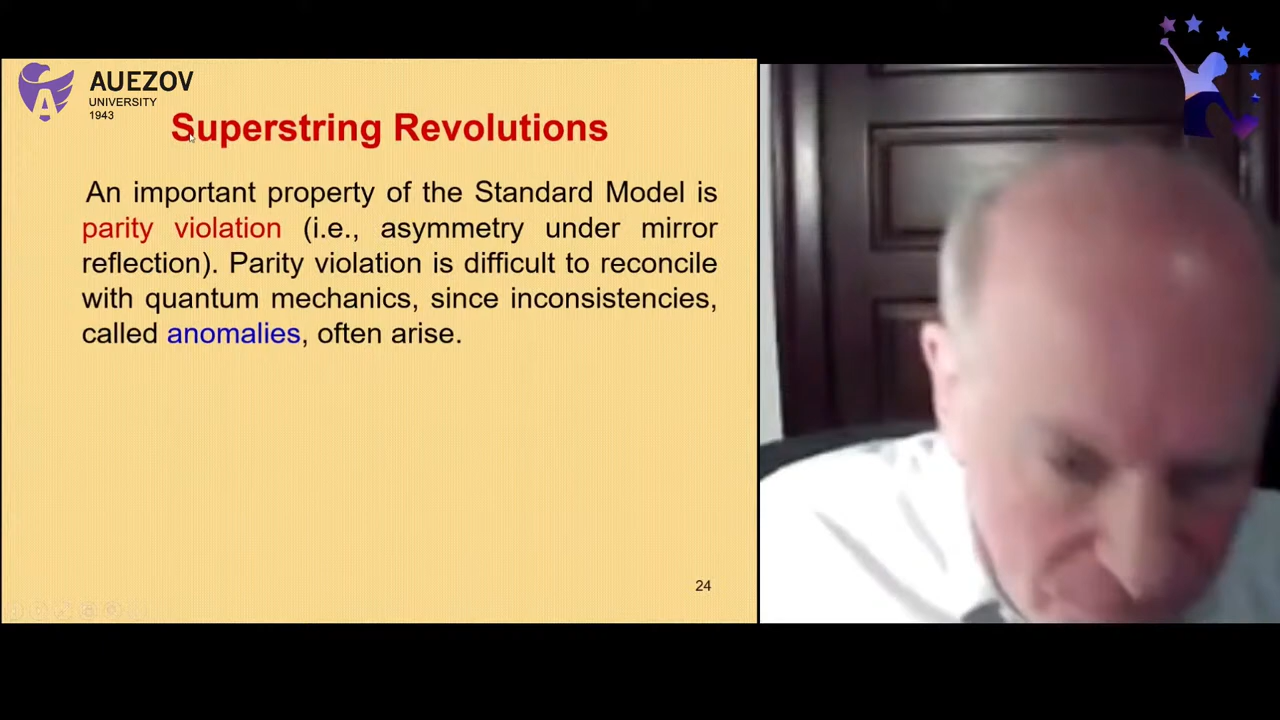 AUEZOV
UNIVERSITY
1943
Superstring Revolutions
An important property of the Standard Model is
parity violation (i.e., asymmetry under mirror
reflection). Parity violation is difficult to reconcile
with quantum mechanics, since inconsistencies,
called anomalies, often arise.
24